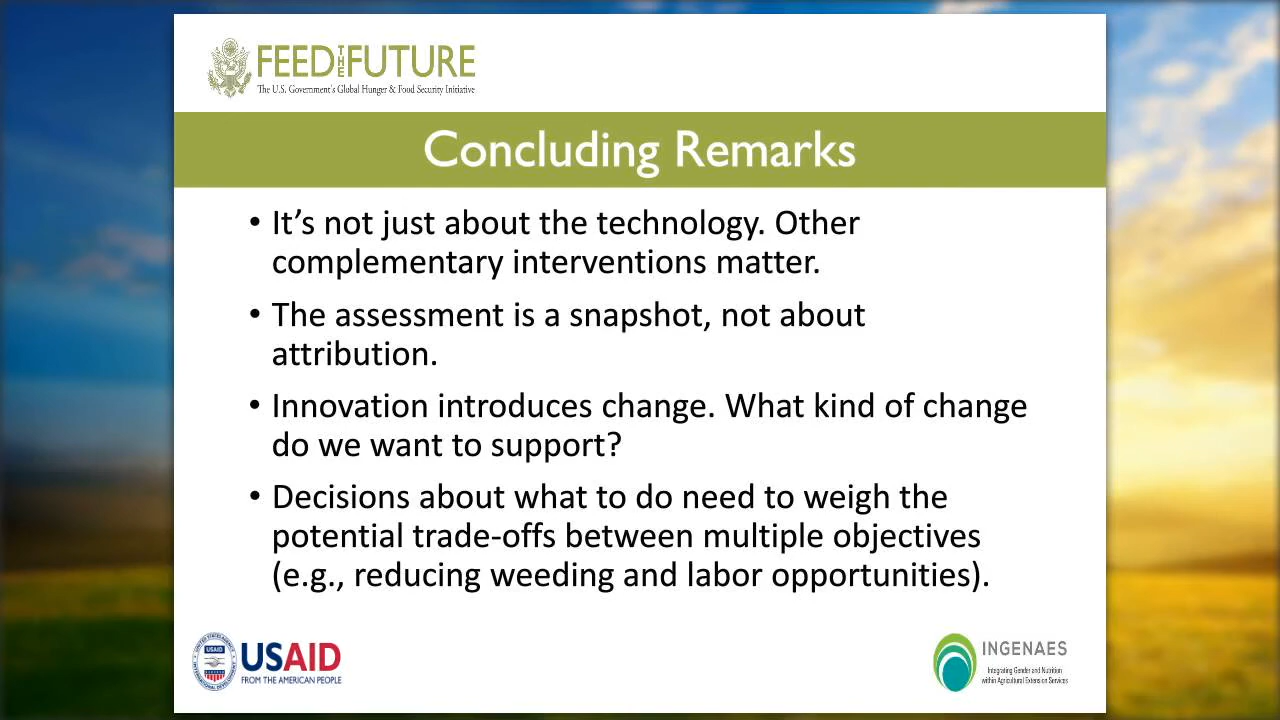 FEED THE FUTURE
The U.S. Government's Global Hunger & Food Security Initiative
Concluding Remarks
• It's not just about the technology. Other
complementary interventions matter.
• The assessment is a snapshot, not about
attribution.
• Innovation introduces change. What kind of change
do we want to support?
• Decisions about what to do need to weigh the
potential trade-offs between multiple objectives
(e.g., reducing weeding and labor opportunities).
USAID
FROM THE AMERICAN PEOPLE
INGENAES
Integrating Gender and Nutrition
within Agricultural Extension Services